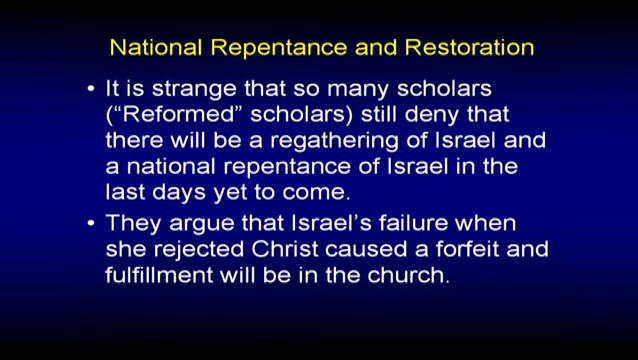 National Repentance and Restoration
• It is strange that so many scholars
(“Reformed” scholars) still deny that
there will be a regathering of Israel and
a national repentance of Israel in the
last days yet to come.
• They argue that Israel’s failure when
she rejected Christ caused a forfeit and
fulfillment will be in the church.